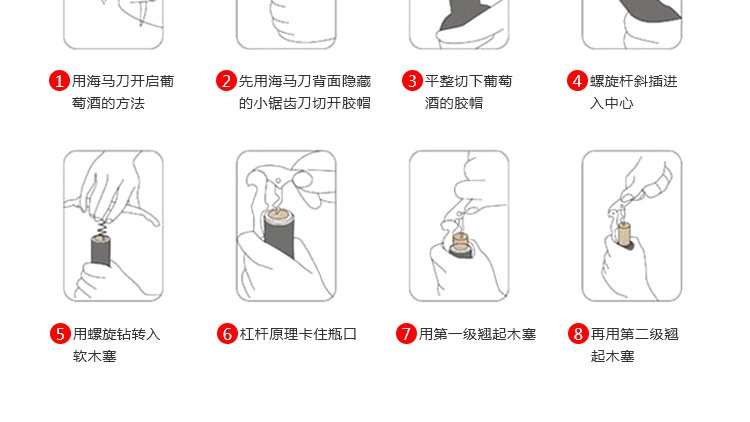 1 用海马刀开启葡
萄酒的方法
2 先用海马刀背面隐藏
的小锯齿刀切开胶帽
3 平整切下葡萄
酒的胶帽
4 螺旋杆斜插进
入中心
5 用螺旋钻转入
软木塞
6 杠杆原理卡住瓶口
7 用第一级翘起木塞
8 再用第二级翘
起木塞